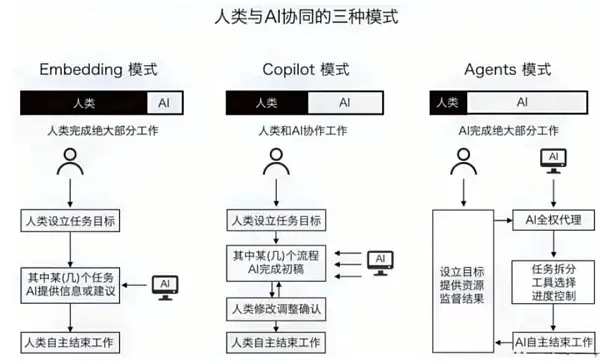 人类与AI协同的三种模式
Embedding 模式
人类
AI
人类完成绝大部分工作
人类设立任务目标
其中某(几)个任务
AI提供信息或建议
AI
人类自主结束工作
Copilot 模式
人类
AI
人类和AI协作工作
人类设立任务目标
其中某(几)个流程
AI完成初稿
AI
人类修改调整确认
人类自主结束工作
Agents 模式
人类
AI
AI完成绝大部分工作
AI
设立目标
提供资源
监督结果
AI全权代理
任务拆分
工具选择
进度控制
AI自主结束工作